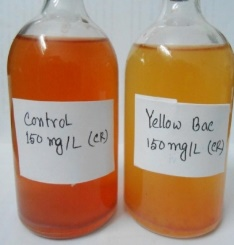 Control
150 mg/L (CR)
Yellow Bac
150 mg/L (CR)